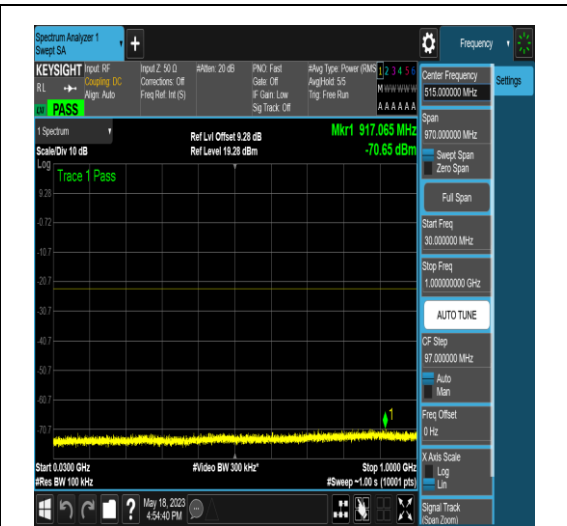 Spectrum Analyzer 1
Swept SA
+
Frequency
KEYSIGHT
Input: RF
Coupling: DC
Align: Auto
Input Z: 50 Ω
Corrections: Off
Freq Ref: Int (S)
#Atten: 20 dB
PNO: Fast
Gate: Off
IF Gain: Low
Sig Track: Off
#Avg Type: Power (RMS
Avg|Hold: 5/5
Trig: Free Run
1 2 3 4 5 6
M W W W W W
A A A A A A
RL
PASS
1 Spectrum
Scale/Div 10 dB
Ref Lvl Offset 9.28 dB
Ref Level 19.28 dBm
Mkr1 917.065 MHz
-70.65 dBm
Log
Trace 1 Pass
9.28
-0.72
-10.7
-20.7
-30.7
-40.7
-50.7
-60.7
-70.7
1
Start 0.0300 GHz
#Res BW 100 kHz
#Video BW 300 kHz*
Stop 1.0000 GHz
#Sweep ~1.00 s (10001 pts)
?
May 18, 2023
4:54:40 PM
Center Frequency
515.000000 MHz
Settings
Span
970.000000 MHz
Swept Span
Zero Span
Full Span
Start Freq
30.000000 MHz
Stop Freq
1.000000000 GHz
AUTO TUNE
CF Step
97.000000 MHz
Auto
Man
Freq Offset
0 Hz
X Axis Scale
Log
Lin
Signal Track
(Span Zoom)